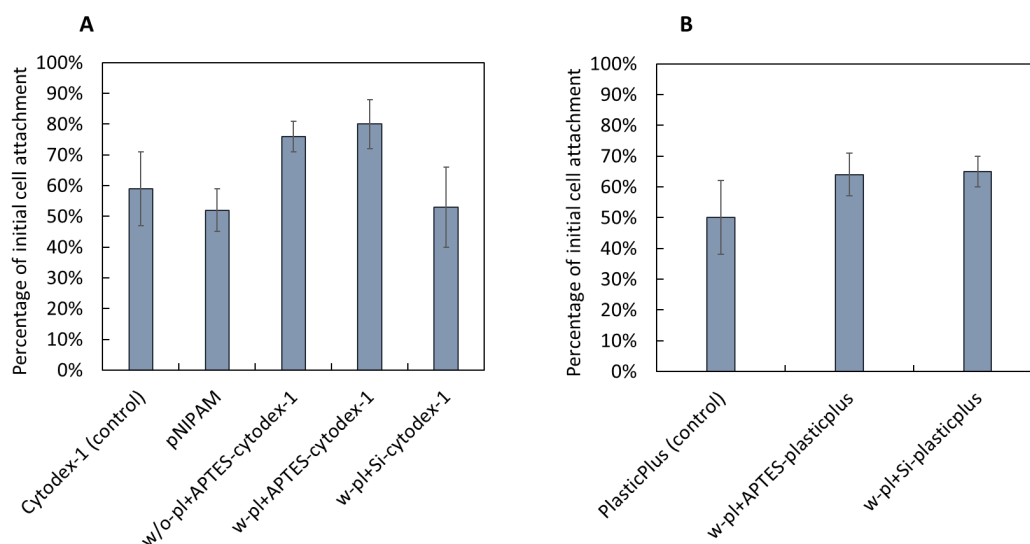 A
Percentage of initial cell attachment
100%
90%
80%
70%
60%
50%
40%
30%
20%
10%
0%
Cytodex-1 (control)
pNIPAM
w/o-pl+APTES-cytodex-1
w-pl+APTES-cytodex-1
w-pl+Si-cytodex-1
B
Percentage of initial cell attachment
100%
90%
80%
70%
60%
50%
40%
30%
20%
10%
0%
PlasticPlus (control)
w-pl+APTES-plasticplus
w-pl+Si-plasticplus